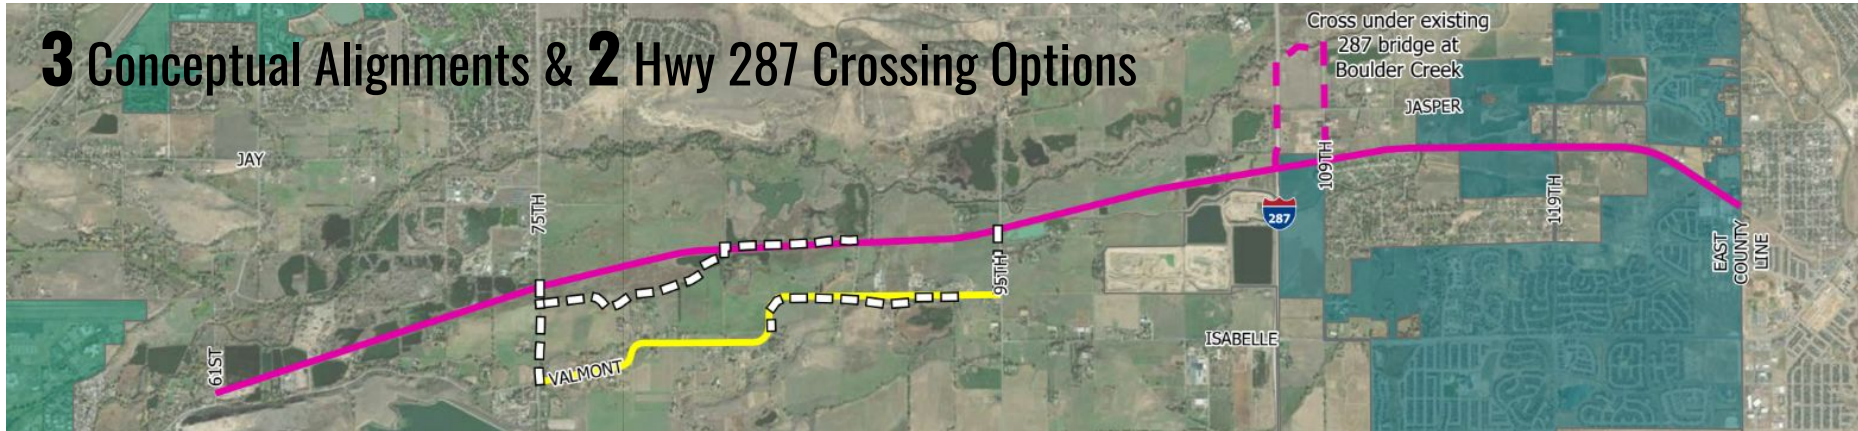 3 Conceptual Alignments & 2 Hwy 287 Crossing Options
Cross under existing
287 bridge at
Boulder Creek
JASPER
JAY
75TH
109TH
119TH
287
EAST
COUNTY
LINE
95TH
61ST
VALMONT
ISABELLE